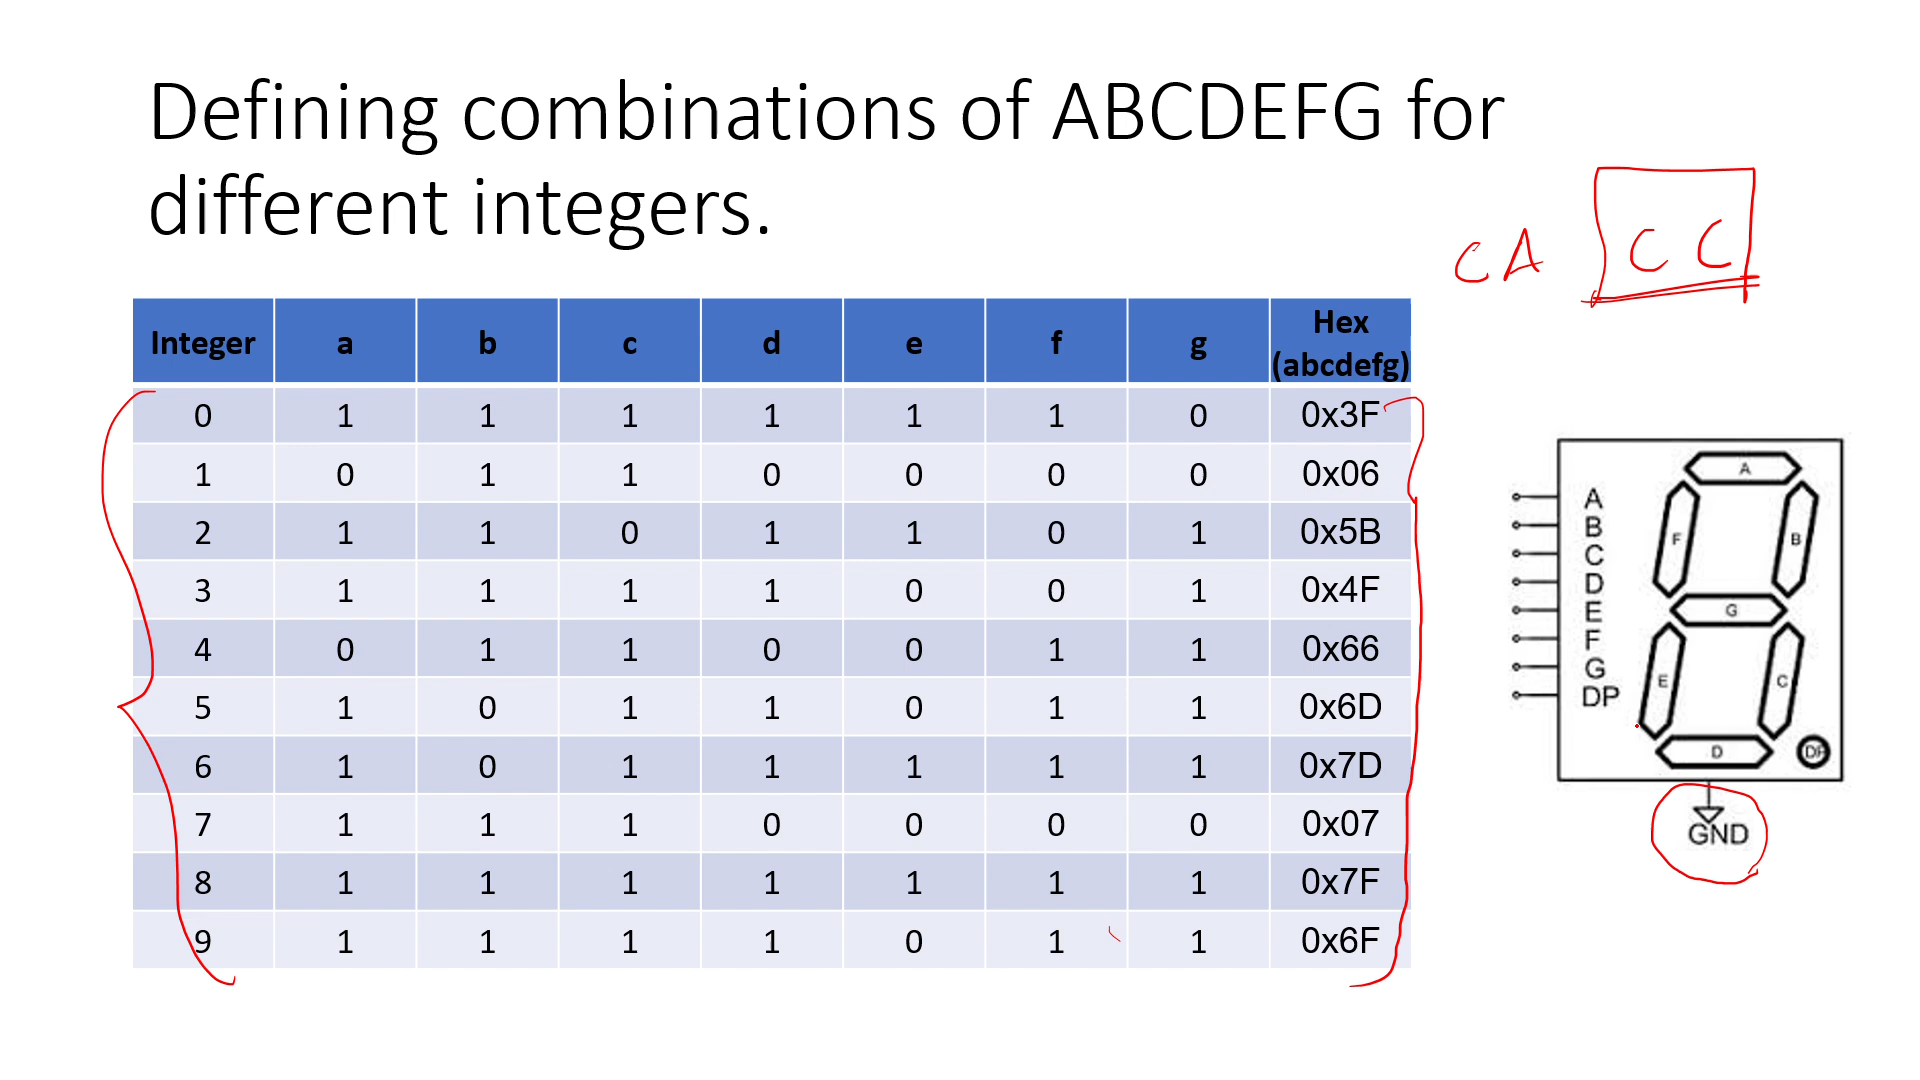 Defining combinations of ABCDEFG for
different integers.
CA CC
Integer a b c d e f g Hex (abcdefg)
0 1 1 1 1 1 1 0 0x3F
1 0 1 1 0 0 0 0 0x06
2 1 1 0 1 1 0 1 0x5B
3 1 1 1 1 0 0 1 0x4F
4 0 1 1 0 0 1 1 0x66
5 1 0 1 1 0 1 1 0x6D
6 1 0 1 1 1 1 1 0x7D
7 1 1 1 0 0 0 0 0x07
8 1 1 1 1 1 1 1 0x7F
9 1 1 1 1 0 1 1 0x6F
A
B
C
D
E
F
G
DP
A
F B
G
E C
D DP
GND